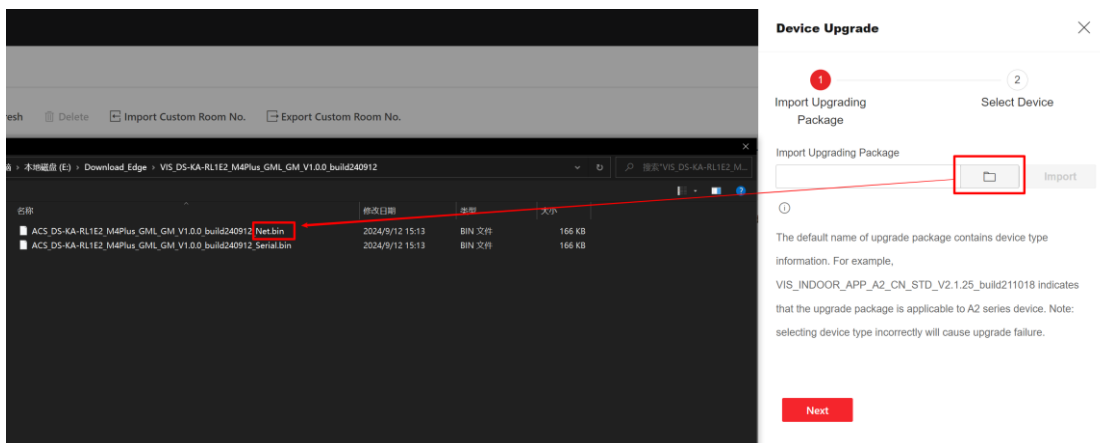 Device Upgrade
1
2
Import Upgrading Package
Select Device
Delete
Import Custom Room No.
Export Custom Room No.
本地磁盘 (E:) › Download_Edge › VIS_DS-KA-RL1E2_M4Plus_GML_GM_V1.0.0_build240912
搜索"VIS_DS-KA-RL1E2_M...
名称
修改日期
类型
大小
ACS_DS-KA-RL1E2_M4Plus_GML_GM_V1.0.0_build240912_Net.bin
2024/9/12 15:13
BIN 文件
166 KB
ACS_DS-KA-RL1E2_M4Plus_GML_GM_V1.0.0_build240912_Serial.bin
2024/9/12 15:13
BIN 文件
166 KB
Import Upgrading Package
Import
The default name of upgrade package contains device type
information. For example,
VIS_INDOOR_APP_A2_CN_STD_V2.1.25_build211018 indicates
that the upgrade package is applicable to A2 series device. Note:
selecting device type incorrectly will cause upgrade failure.
Next